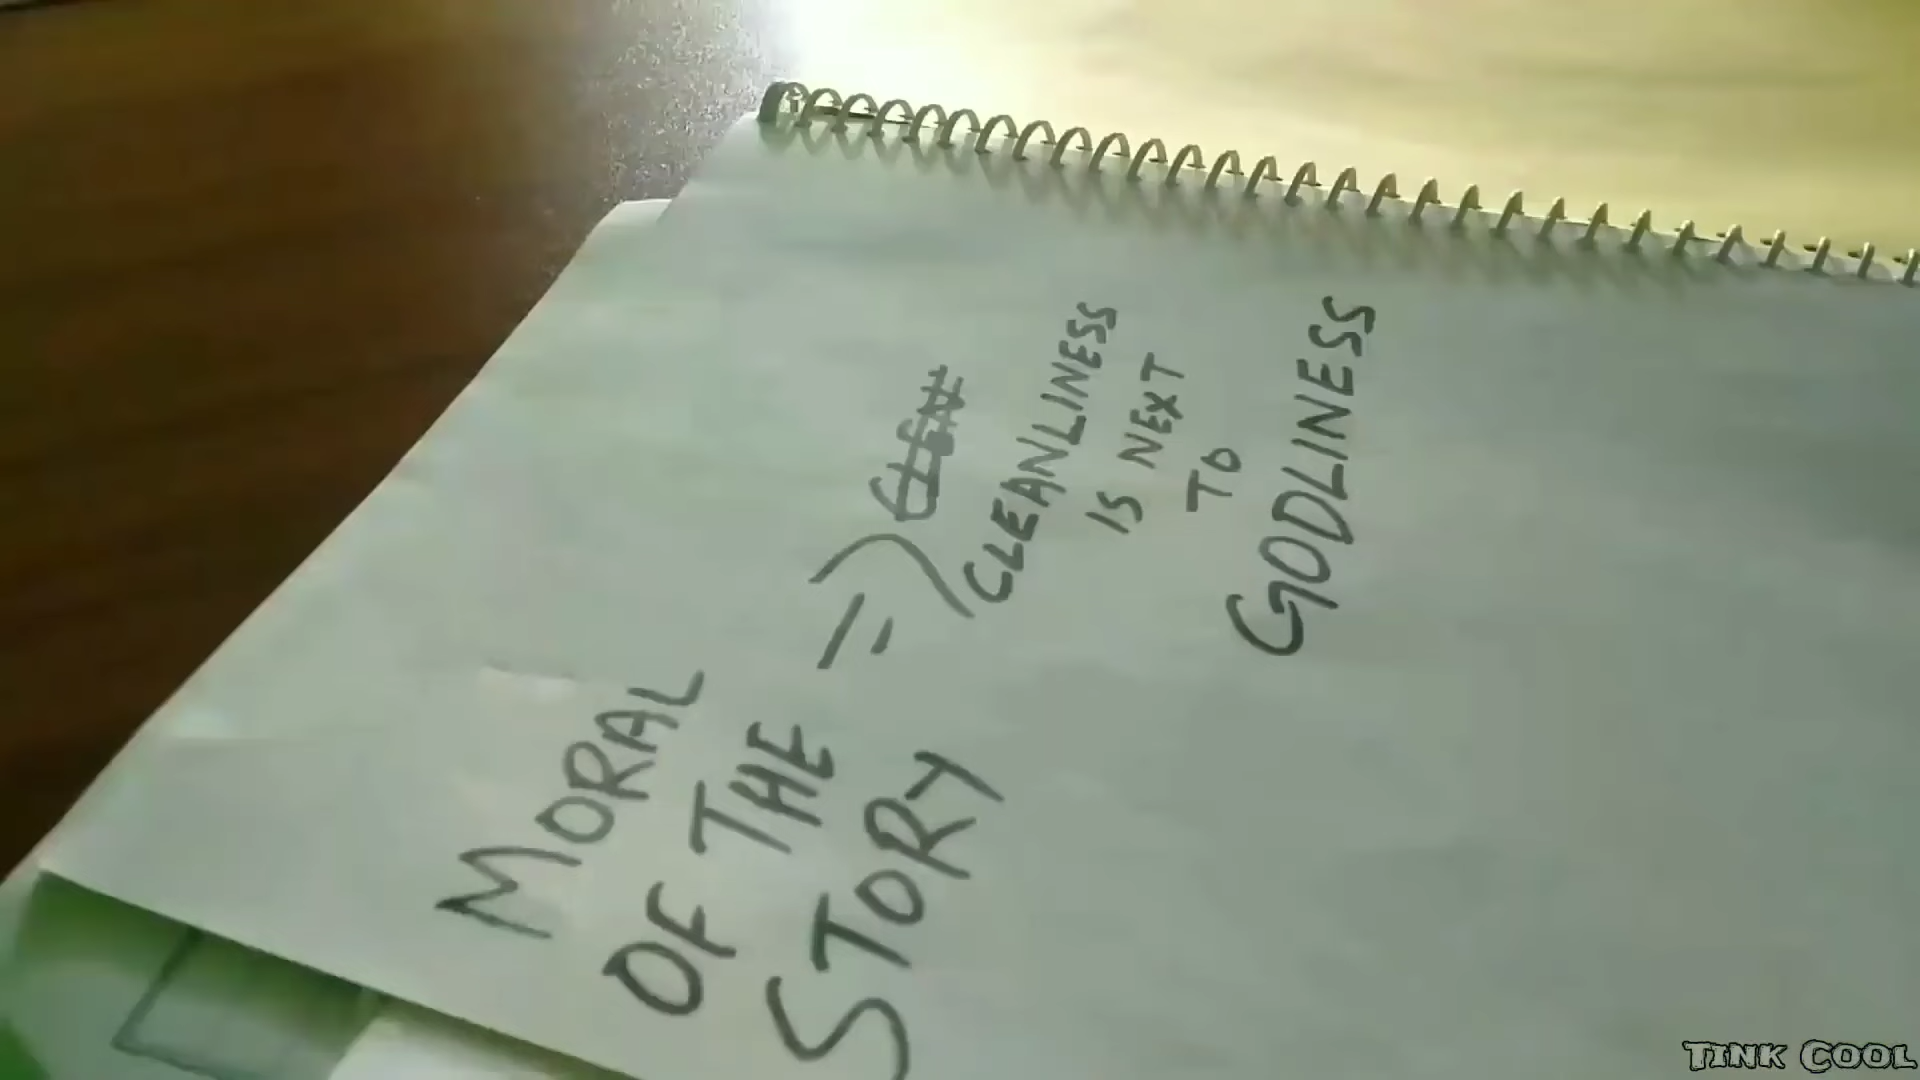 MORAL
OF THE
STORY
=>
CLEANLINESS
IS NEXT
TO
GODLINESS
TINK COOL